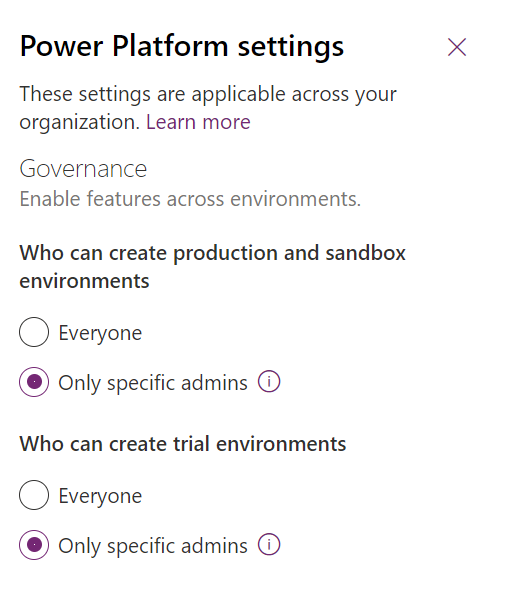 Power Platform settings
These settings are applicable across your
organization. Learn more
Governance
Enable features across environments.
Who can create production and sandbox
environments
Everyone
Only specific admins
Who can create trial environments
Everyone
Only specific admins